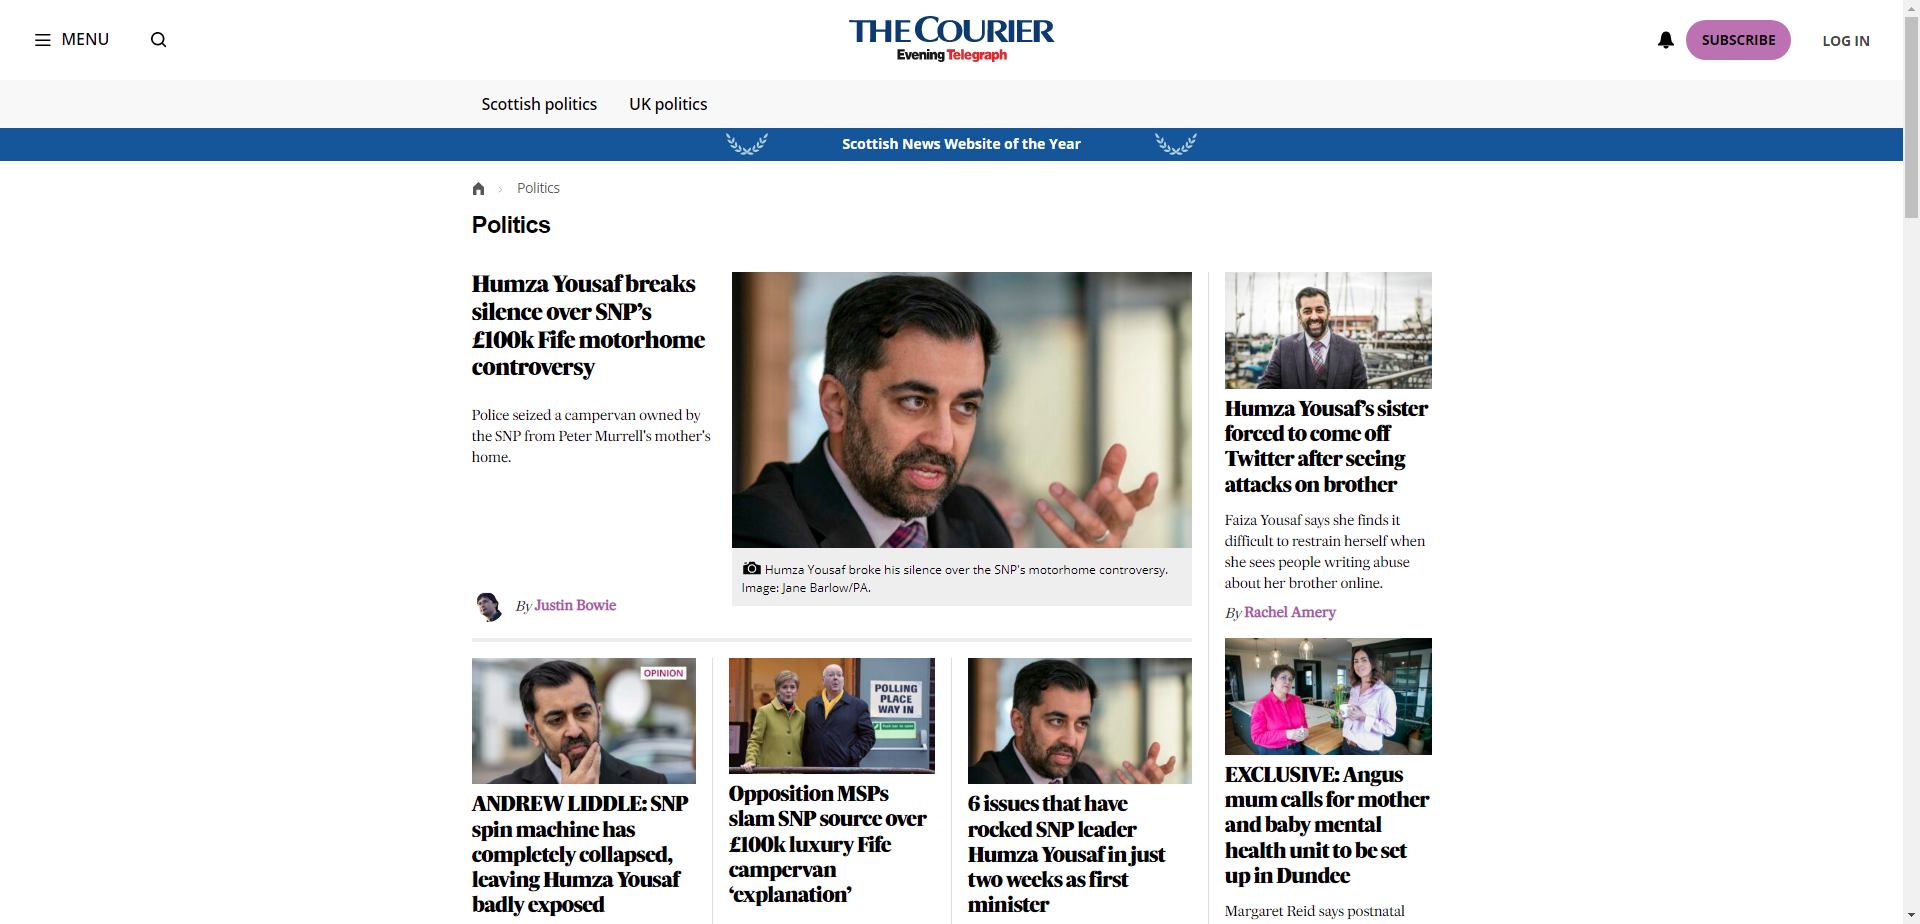 MENU
THE COURIER
Evening Telegraph
SUBSCRIBE
LOG IN
Scottish politics
UK politics
Scottish News Website of the Year
Politics
Politics
Humza Yousaf breaks
silence over SNP’s
£100k Fife motorhome
controversy
Police seized a campervan owned by
the SNP from Peter Murrell's mother's
home.
By Justin Bowie
Humza Yousaf broke his silence over the SNP's motorhome controversy.
Image: Jane Barlow/PA.
Humza Yousaf’s sister
forced to come off
Twitter after seeing
attacks on brother
Faiza Yousaf says she finds it
difficult to restrain herself when
she sees people writing abuse
about her brother online.
By Rachel Amery
OPINION
ANDREW LIDDLE: SNP
spin machine has
completely collapsed,
leaving Humza Yousaf
badly exposed
POLLING
PLACE
WAY IN
Opposition MSPs
slam SNP source over
£100k luxury Fife
campervan
‘explanation’
6 issues that have
rocked SNP leader
Humza Yousaf in just
two weeks as first
minister
EXCLUSIVE: Angus
mum calls for mother
and baby mental
health unit to be set
up in Dundee
Margaret Reid says postnatal